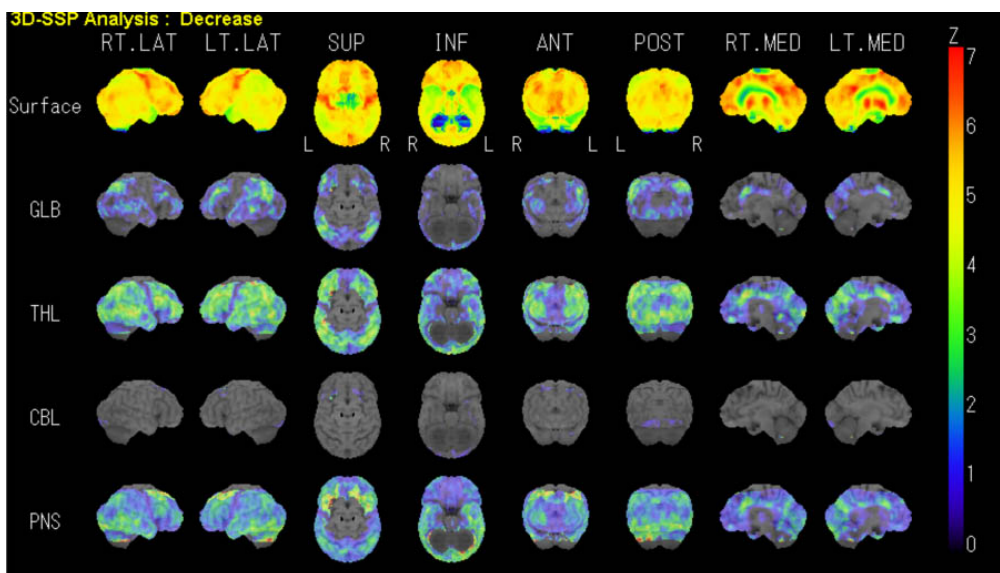 3D-SSP Analysis : Decrease
RT.LAT LT.LAT SUP INF ANT POST RT.MED LT.MED Z
Surface
L R R L R L L R
GLB
THL
CBL
PNS
7
6
5
4
3
2
1
0